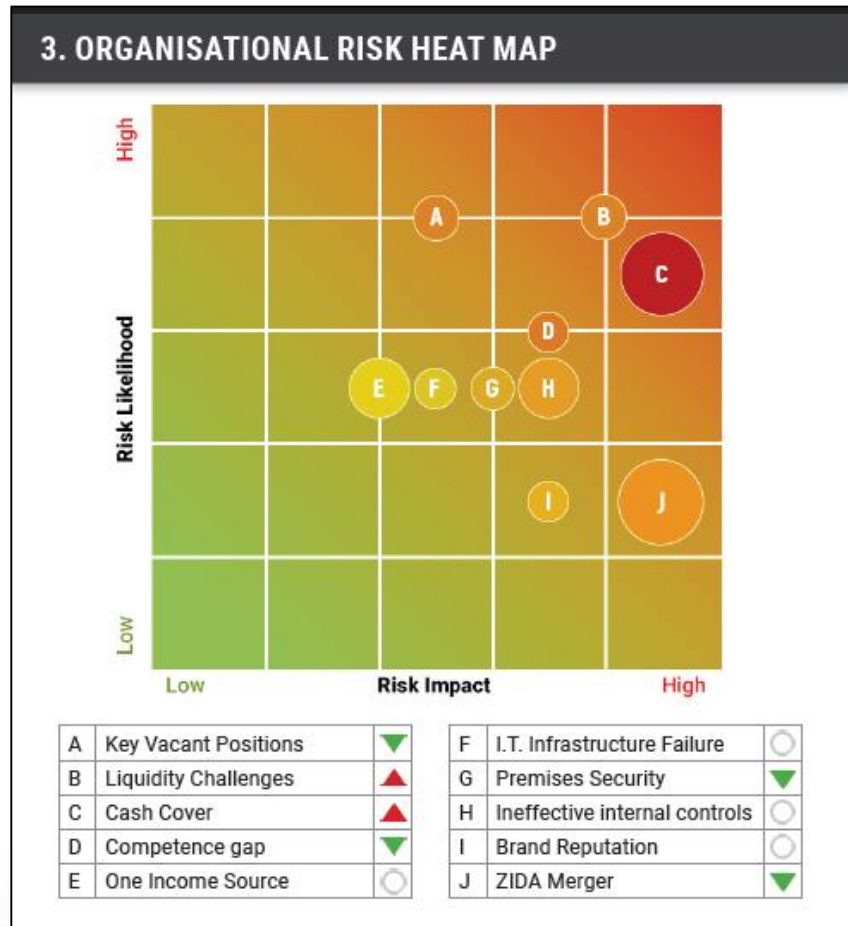 3. ORGANISATIONAL RISK HEAT MAP
High
A
B
C
D
E
F
G
H
I
J
Risk Likelihood
Low
Low
Risk Impact
High
A Key Vacant Positions
B Liquidity Challenges
C Cash Cover
D Competence gap
E One Income Source
F I.T. Infrastructure Failure
G Premises Security
H Ineffective internal controls
I Brand Reputation
J ZIDA Merger